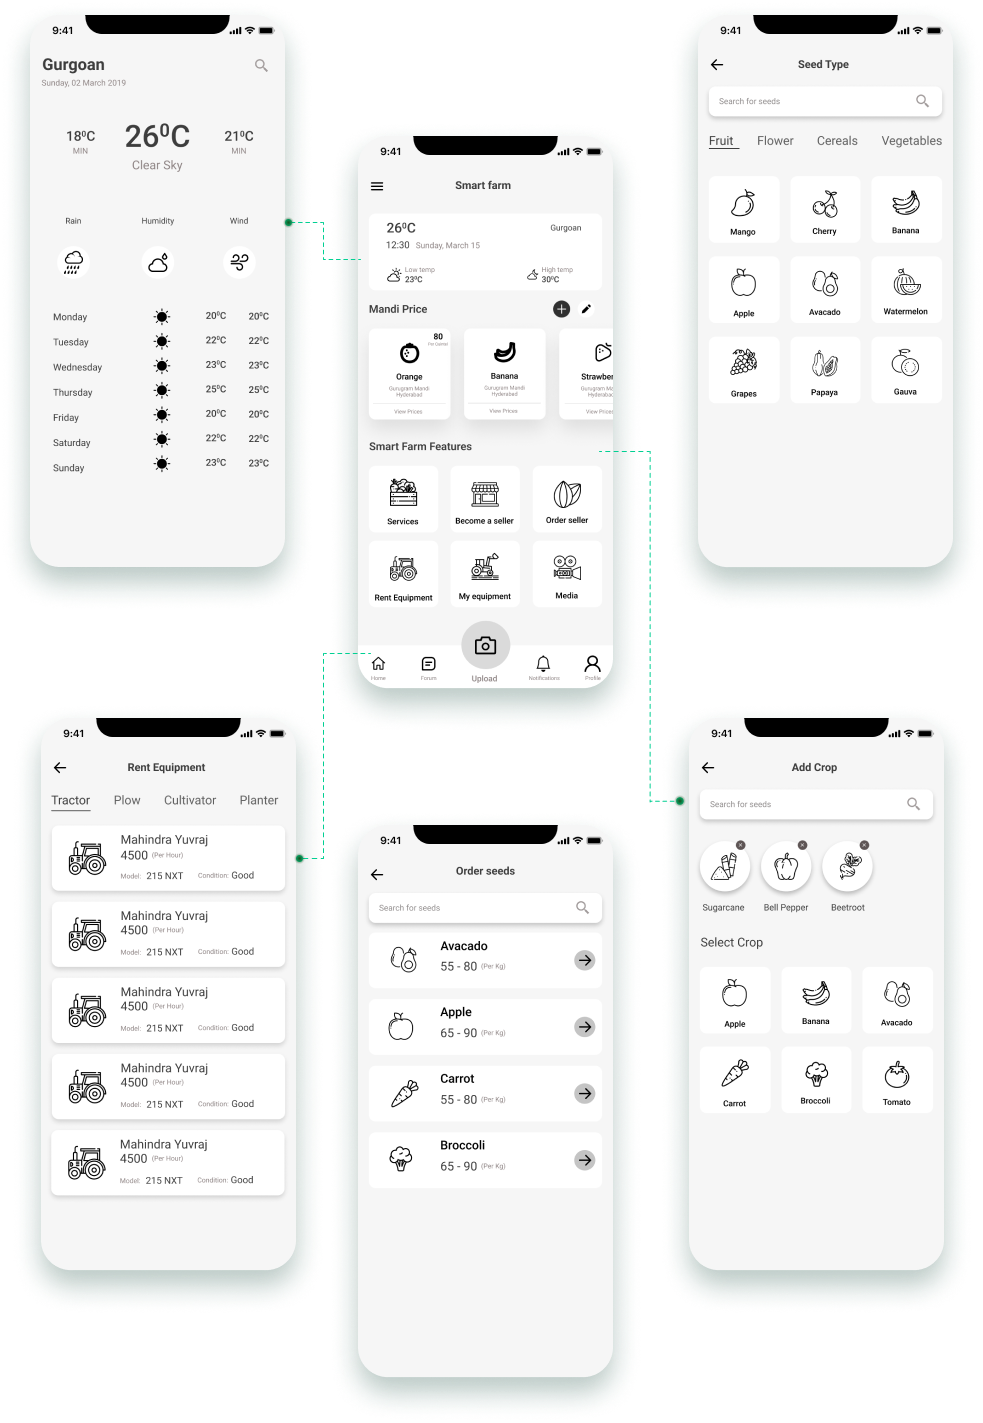 9:41
Gurgoan
Sunday, 02 March 2019
18⁰C
MIN
26⁰C
Clear Sky
21⁰C
MIN
Rain Humidity Wind
Monday 20⁰C 20⁰C
Tuesday 22⁰C 22⁰C
Wednesday 23⁰C 23⁰C
Thursday 25⁰C 25⁰C
Friday 20⁰C 20⁰C
Saturday 22⁰C 22⁰C
Sunday 23⁰C 23⁰C
9:41
Smart farm
26⁰C Gurgoan
12:30 Sunday, March 15
Low temp
23⁰C
High temp
30⁰C
Mandi Price
80
Orange
Gurugram Mandi
Hyderabad
View Prices
Banana
Gurugram Mandi
Hyderabad
View Prices
Strawber
Gurugram Ma
Hyderabad
View Prices
Smart Farm Features
Services Become a seller Order seller
Rent Equipment My equipment Media
Home Forum Upload Notifications Profile
9:41
Seed Type
Search for seeds
Fruit Flower Cereals Vegetables
Mango Cherry Banana
Apple Avacado Watermelon
Grapes Papaya Gauva
9:41
Rent Equipment
Tractor Plow Cultivator Planter
Mahindra Yuvraj
4500 (Per Hour)
Model: 215 NXT Condition: Good
Mahindra Yuvraj
4500 (Per Hour)
Model: 215 NXT Condition: Good
Mahindra Yuvraj
4500 (Per Hour)
Model: 215 NXT Condition: Good
Mahindra Yuvraj
4500 (Per Hour)
Model: 215 NXT Condition: Good
Mahindra Yuvraj
4500 (Per Hour)
Model: 215 NXT Condition: Good
9:41
Order seeds
Search for seeds
Avacado
55 - 80 (Per Kg)
Apple
65 - 90 (Per Kg)
Carrot
55 - 80 (Per Kg)
Broccoli
65 - 90 (Per Kg)
9:41
Add Crop
Search for seeds
Sugarcane Bell Pepper Beetroot
Select Crop
Apple Banana Avacado
Carrot Broccoli Tomato